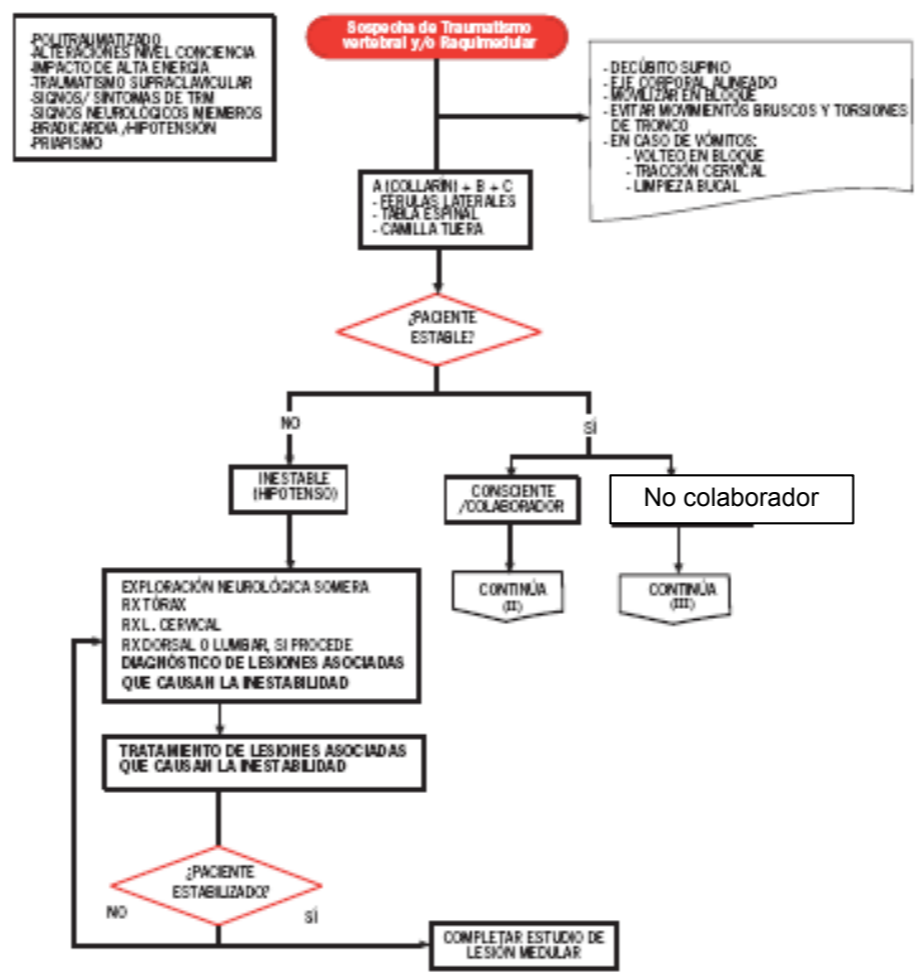 -POLITRAUMATIZADO
-ALTERACIONES NIVEL CONCIENCIA
-IMPACTO DE ALTA ENERGÍA
-TRAUMATISMO SUPRACLAVICULAR
-SIGNOS/ SÍNTOMAS DE TRM
-SIGNOS NEUROLÓGICOS MIEMBROS
-BRADICARDIA /HIPOTENSIÓN
-PRIAPISMO
Sospecha de Traumatismo
vertebral y/o Raquimedular
- DECÚBITO SUPINO
- EJE CORPORAL ALINEADO
- MOVILIZAR EN BLOQUE
- EVITAR MOVIMIENTOS BRUSCOS Y TORSIONES
DE TRONCO
- EN CASO DE VÓMITOS:
- VOLTEO EN BLOQUE
- TRACCIÓN CERVICAL
- LIMPIEZA BUCAL
A (COLLARÍN) + B + C
- FÉRULAS LATERALES
- TABLA ESPINAL
- CAMILLA TIJERA
¿PACIENTE
ESTABLE?
NO
SÍ
INESTABLE
(HIPOTENSO)
CONSCIENTE
/COLABORADOR
No colaborador
CONTINÚA
(II)
CONTINÚA
(III)
EXPLORACIÓN NEUROLÓGICA SOMERA
RX TÓRAX
RX L. CERVICAL
RX DORSAL O LUMBAR, SI PROCEDE
DIAGNÓSTICO DE LESIONES ASOCIADAS
QUE CAUSAN LA INESTABILIDAD
TRATAMIENTO DE LESIONES ASOCIADAS
QUE CAUSAN LA INESTABILIDAD
¿PACIENTE
ESTABILIZADO?
NO
SÍ
COMPLETAR ESTUDIO DE
LESIÓN MEDULAR